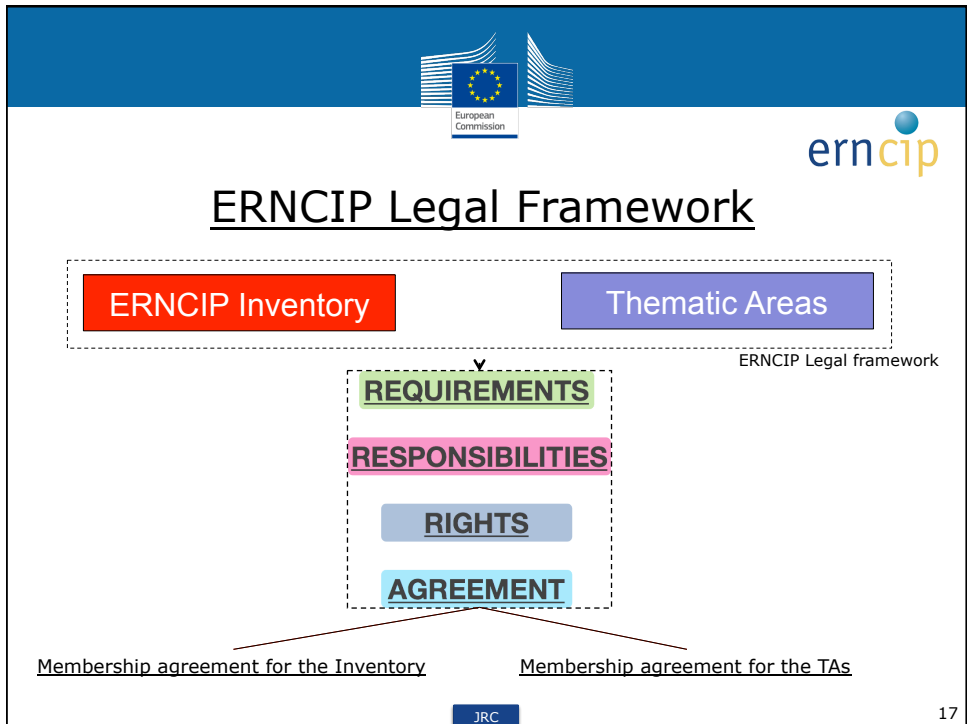 European
Commission
erncip
ERNCIP Legal Framework
ERNCIP Inventory
Thematic Areas
ERNCIP Legal framework
REQUIREMENTS
RESPONSIBILITIES
RIGHTS
AGREEMENT
Membership agreement for the Inventory
Membership agreement for the TAs
JRC
17